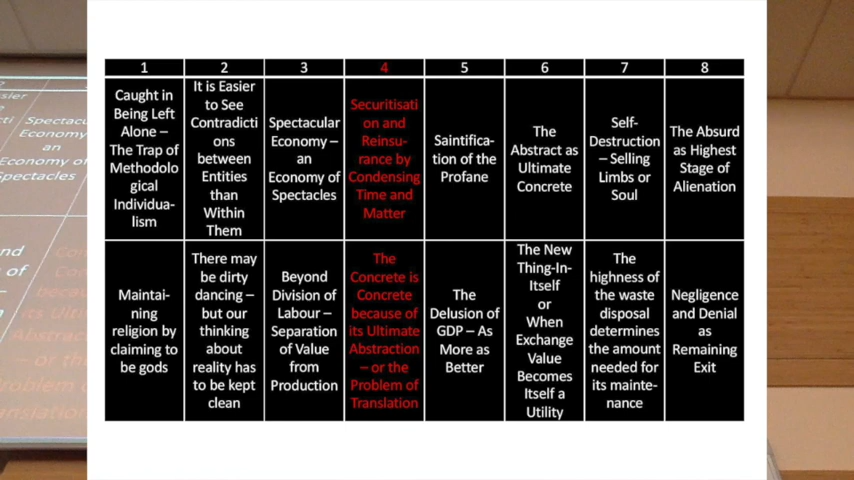 1 2 3 4 5 6 7 8
Caught in
Being Left
Alone –
The Trap of
Methodolo
gical
Individua-
lism
It is Easier
to See
Contradicti
ons
between
Entities
than
Within
Them
Spectacular
Economy –
an
Economy of
Spectacles
Securitisati
on and
Reinsu-
rance by
Condensing
Time and
Matter
Saintifica-
tion of the
Profane
The
Abstract as
Ultimate
Concrete
Self-
Destruction
– Selling
Limbs or
Soul
The Absurd
as Highest
Stage of
Alienation
Maintai-
ning
religion by
claiming to
be gods
There may
be dirty
dancing –
but our
thinking
about
reality has
to be kept
clean
Beyond
Division of
Labour –
Separation
of Value
from
Production
The
Concrete is
Concrete
because of
its Ultimate
Abstraction
– or the
Problem of
Translation
The
Delusion of
GDP – As
More as
Better
The New
Thing-In-
Itself
or
When
Exchange
Value
Becomes
Itself a
Utility
The
highness of
the waste
disposal
determines
the amount
needed for
its mainte-
nance
Negligence
and Denial
as
Remaining
Exit